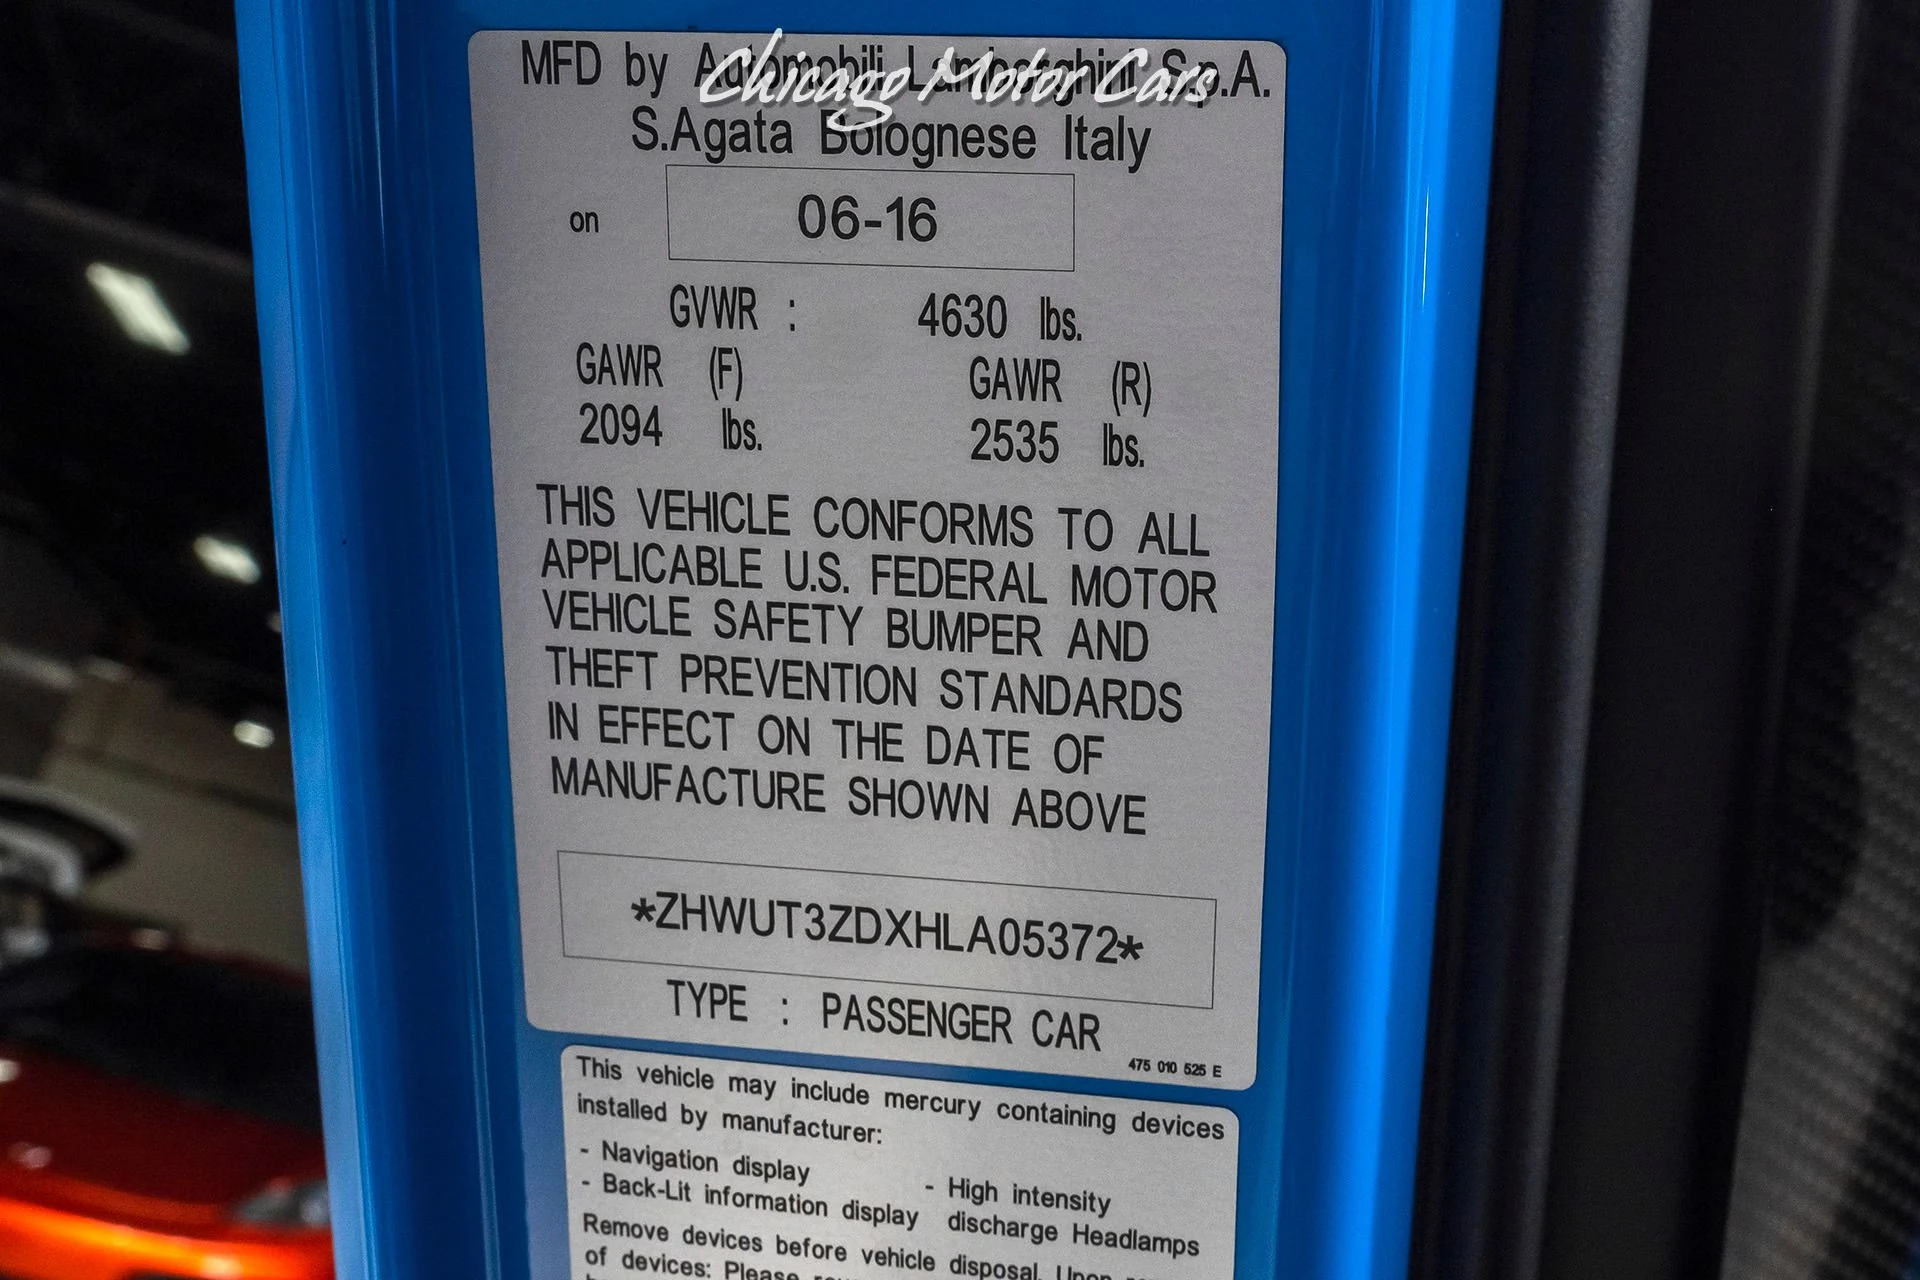 MFD by Automobili Lamborghini S.p.A.
Chicago Motor Cars
S.Agata Bolognese Italy
on 06-16
GVWR : 4630 lbs.
GAWR (F) GAWR (R)
2094 lbs. 2535 lbs.
THIS VEHICLE CONFORMS TO ALL
APPLICABLE U.S. FEDERAL MOTOR
VEHICLE SAFETY BUMPER AND
THEFT PREVENTION STANDARDS
IN EFFECT ON THE DATE OF
MANUFACTURE SHOWN ABOVE
*ZHWUT3ZDXHLA05372*
TYPE : PASSENGER CAR
475 010 525 E
This vehicle may include mercury containing devices
installed by manufacturer:
- Navigation display - High intensity
- Back-Lit information display discharge Headlamps
Remove devices before vehicle disposal. Upon
of devices: Please